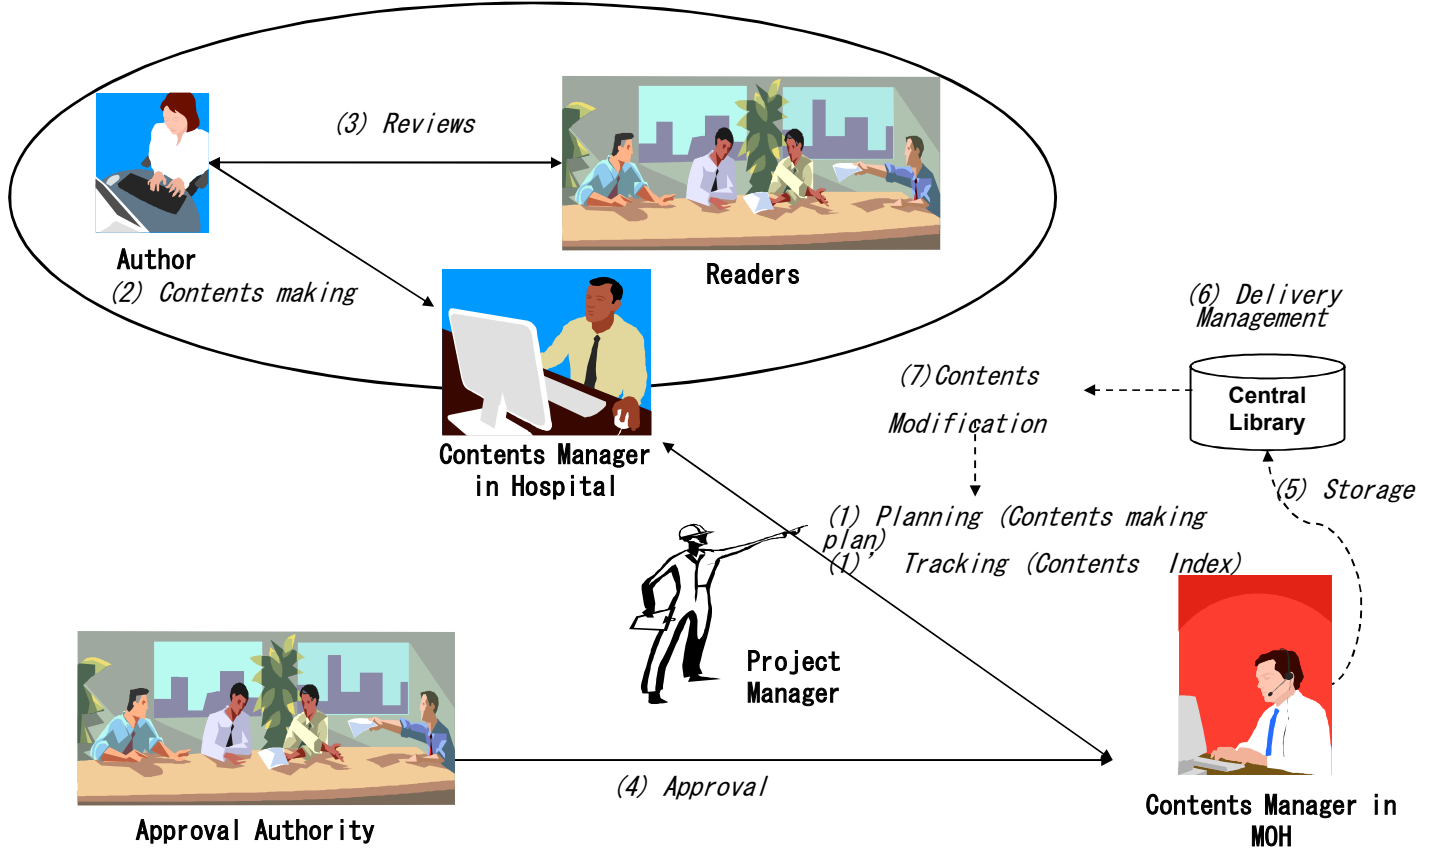 (3) Reviews
Author
(2) Contents making
Readers
(6) Delivery
Management
(7)Contents
Modification
Central
Library
Contents Manager
in Hospital
(5) Storage
(1) Planning (Contents making
plan)
(1)’ Tracking (Contents Index)
Project
Manager
(4) Approval
Approval Authority
Contents Manager in
MOH